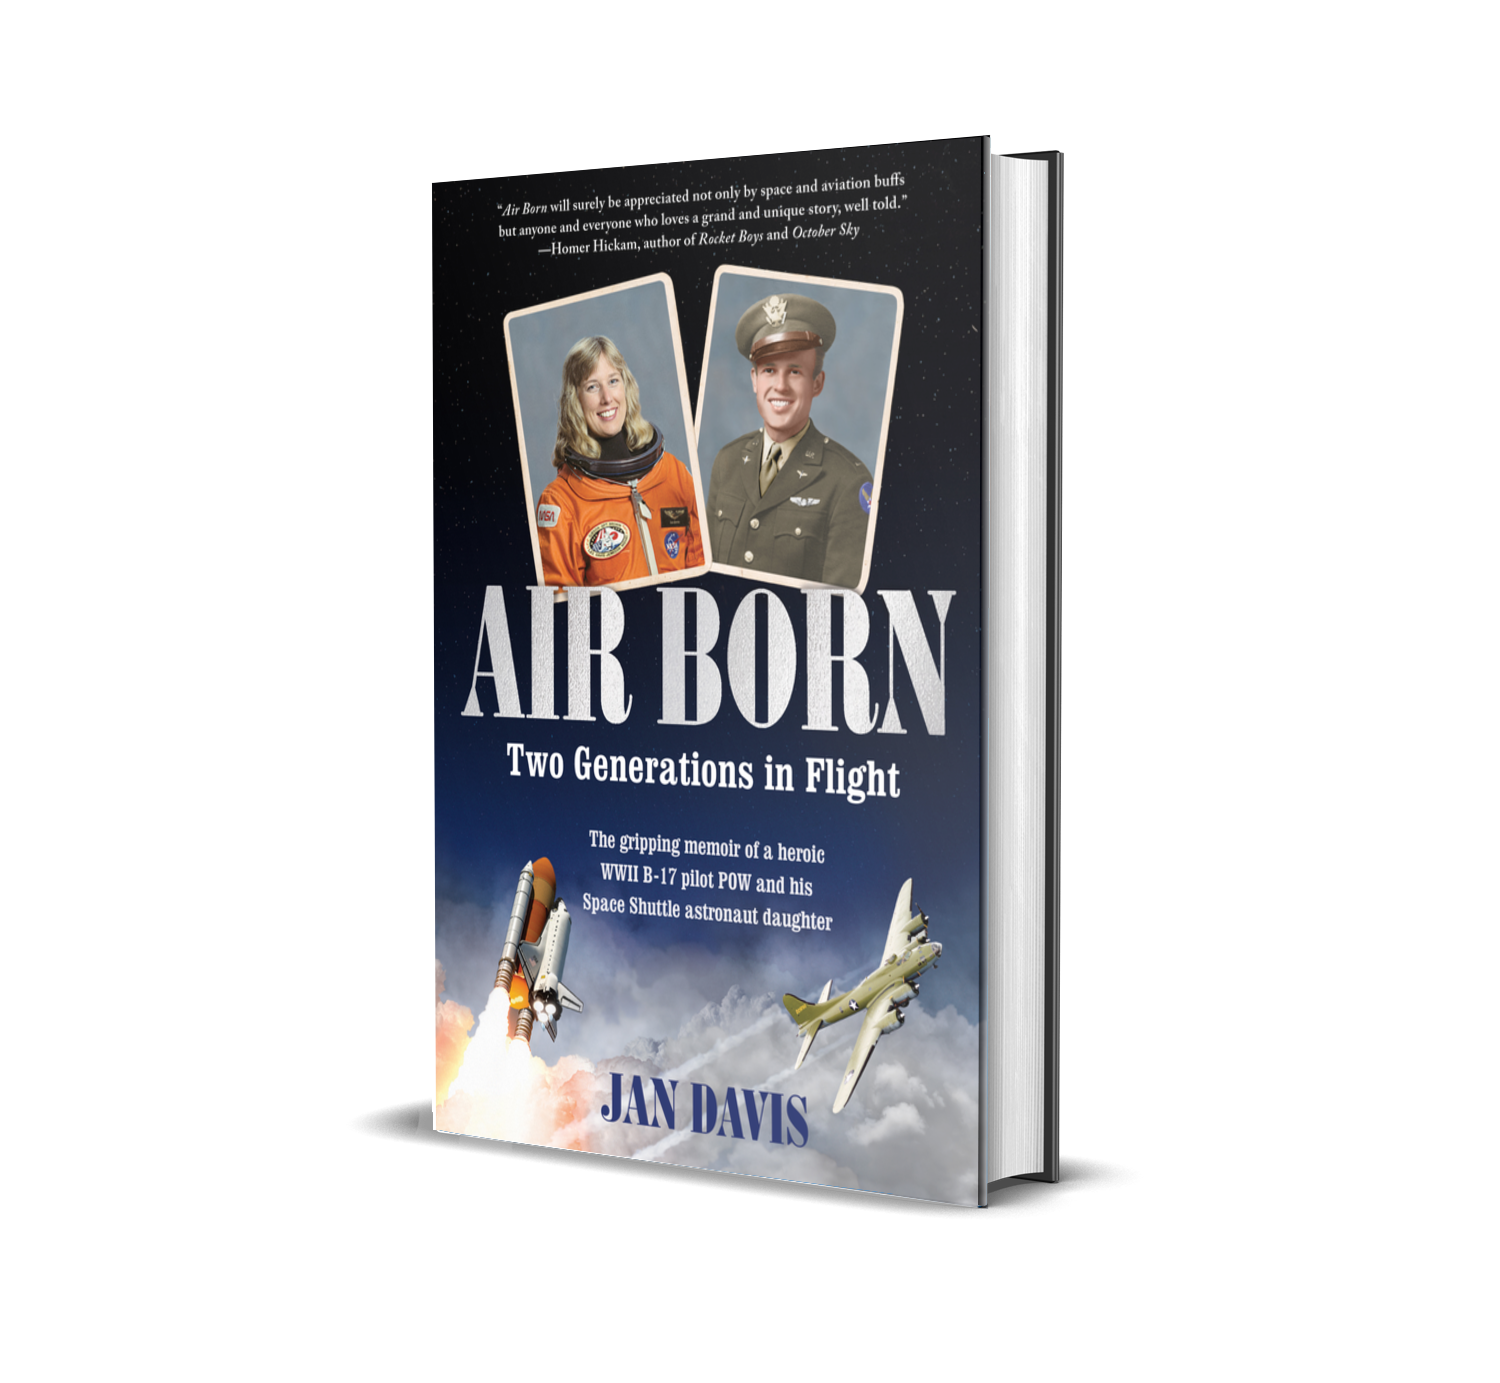 “Air Born will surely be appreciated not only by space and aviation buffs
but anyone and everyone who loves a grand and unique story, well told.”
—Homer Hickam, author of Rocket Boys and October Sky
NASA
NASA
AIR BORN
Two Generations in Flight
The gripping memoir of a heroic
WWII B-17 pilot POW and his
Space Shuttle astronaut daughter
JAN DAVIS